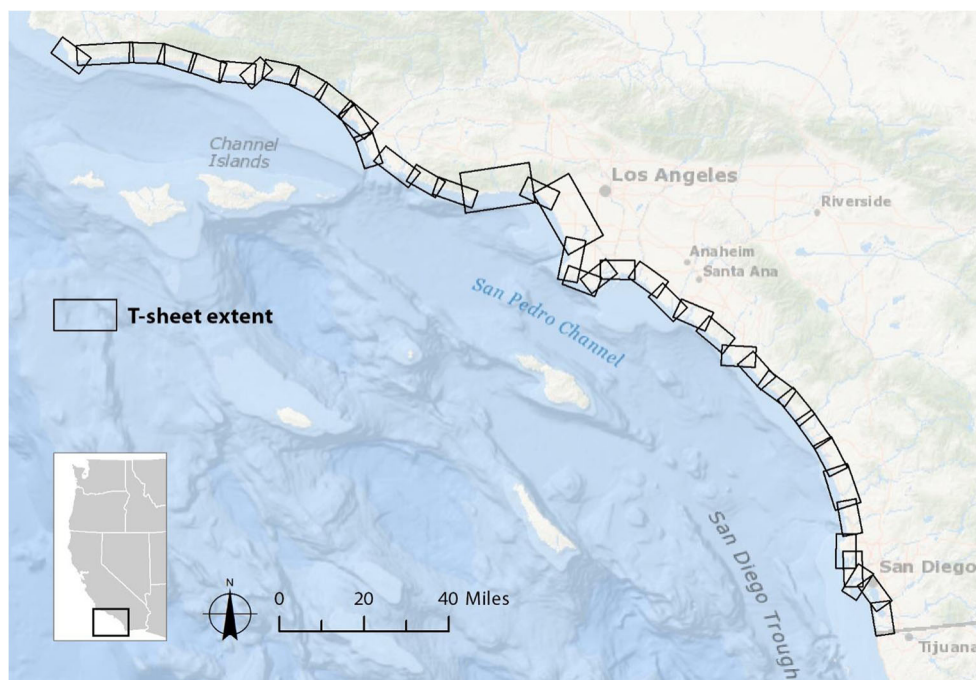 Channel
Islands
Los Angeles
Riverside
Anaheim
Santa Ana
San Pedro Channel
T-sheet extent
San Diego Trough
San Diego
N
0 20 40 Miles
Tijuana